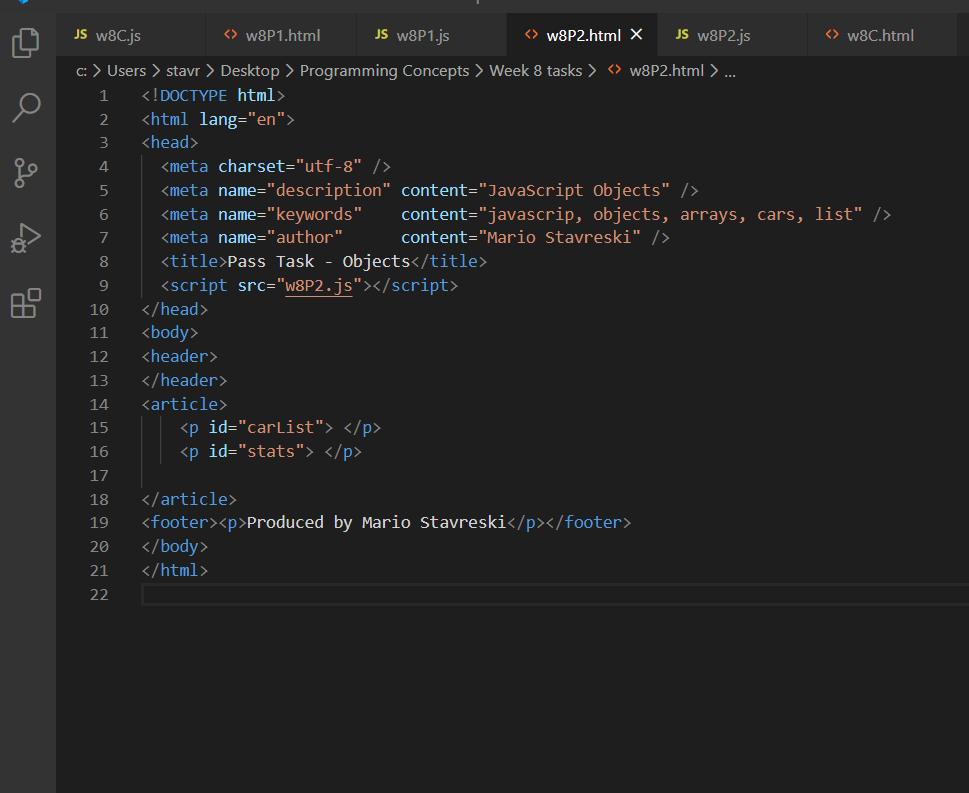 JS w8C.js <> w8P1.html JS w8P1.js <> w8P2.html × JS w8P2.js <> w8C.html
c: > Users > stavr > Desktop > Programming Concepts > Week 8 tasks > <> w8P2.html > ...
1 <!DOCTYPE html>
2 <html lang="en">
3 <head>
4   <meta charset="utf-8" />
5   <meta name="description" content="JavaScript Objects" />
6   <meta name="keywords"    content="javascrip, objects, arrays, cars, list" />
7   <meta name="author"      content="Mario Stavreski" />
8   <title>Pass Task - Objects</title>
9   <script src="w8P2.js"></script>
10 </head>
11 <body>
12 <header>
13 </header>
14 <article>
15     <p id="carList"> </p>
16     <p id="stats"> </p>
17
18 </article>
19 <footer><p>Produced by Mario Stavreski</p></footer>
20 </body>
21 </html>
22